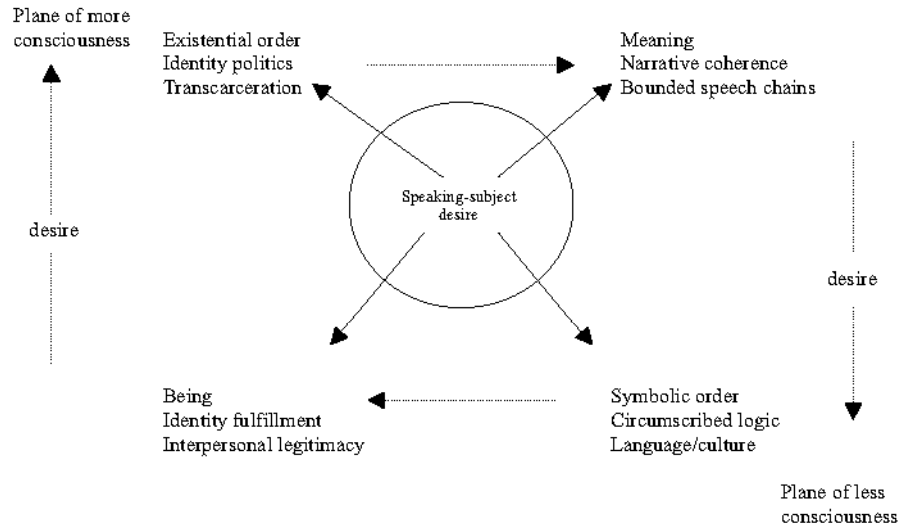 Plane of more
consciousness
Existential order
Identity politics
Transcarceration
Meaning
Narrative coherence
Bounded speech chains
Speaking-subject
desire
desire
desire
Being
Identity fulfillment
Interpersonal legitimacy
Symbolic order
Circumscribed logic
Language/culture
Plane of less
consciousness